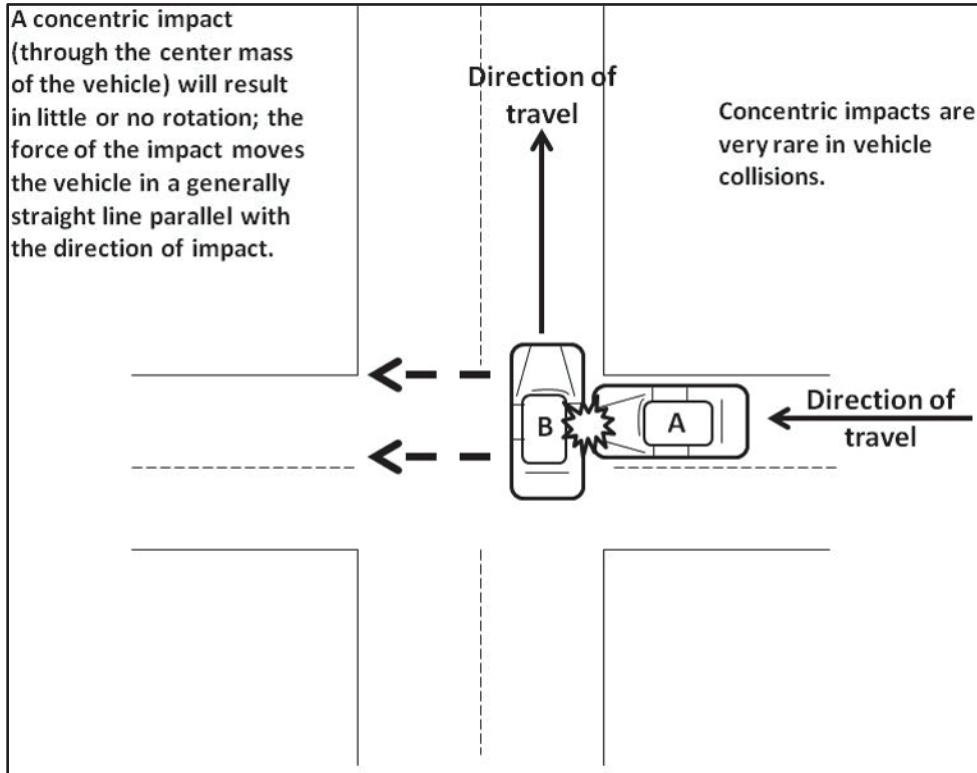 A concentric impact
(through the center mass
of the vehicle) will result
in little or no rotation; the
force of the impact moves
the vehicle in a generally
straight line parallel with
the direction of impact.
Direction of
travel
Concentric impacts are
very rare in vehicle
collisions.
B
A
Direction of
travel